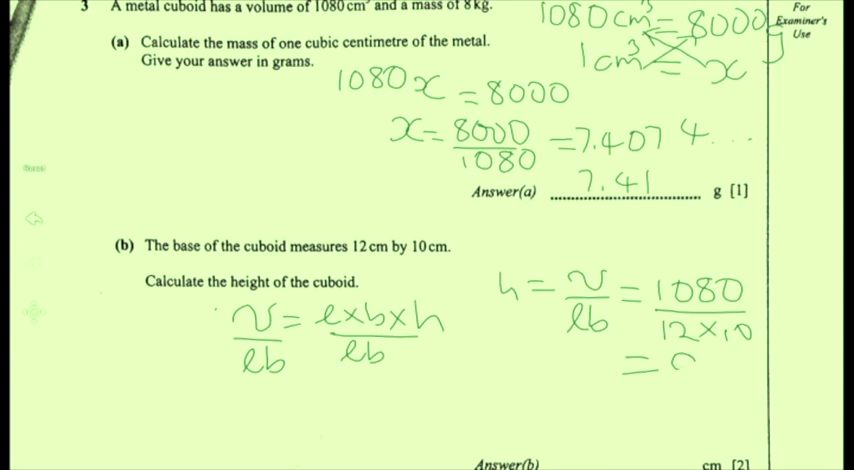 3 A metal cuboid has a volume of 1080 cm³ and a mass of 8 kg.
For
Examiner's
Use
1080 cm³ = 8000 g
(a) Calculate the mass of one cubic centimetre of the metal.
Give your answer in grams.
1 cm³ = x
1080 x = 8000
x = 8000/1080 = 7.4074...
Answer(a) 7.41 g [1]
(b) The base of the cuboid measures 12 cm by 10 cm.
Calculate the height of the cuboid.
v/lb = l×b×h/lb
h = v/lb = 1080/12×10
=
Answer(b) cm [2]